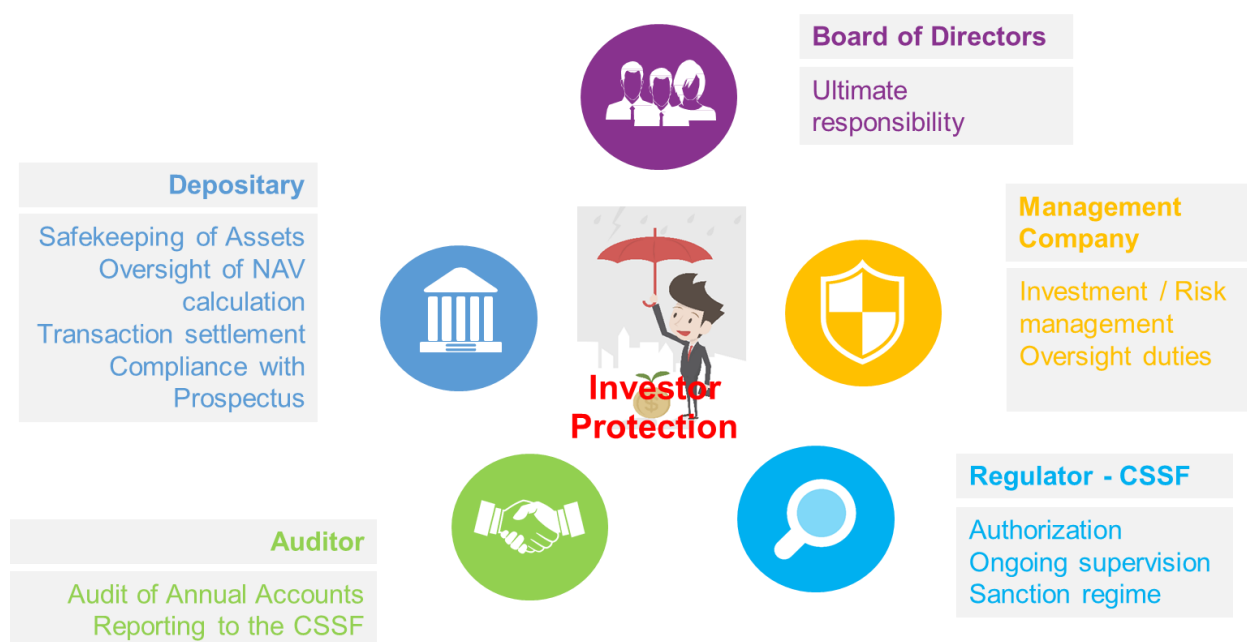 Board of Directors
Ultimate
responsibility
Depositary
Safekeeping of Assets
Oversight of NAV
calculation
Transaction settlement
Compliance with
Prospectus
Management
Company
Investment / Risk
management
Oversight duties
Investor
Protection
Regulator - CSSF
Authorization
Ongoing supervision
Sanction regime
Auditor
Audit of Annual Accounts
Reporting to the CSSF